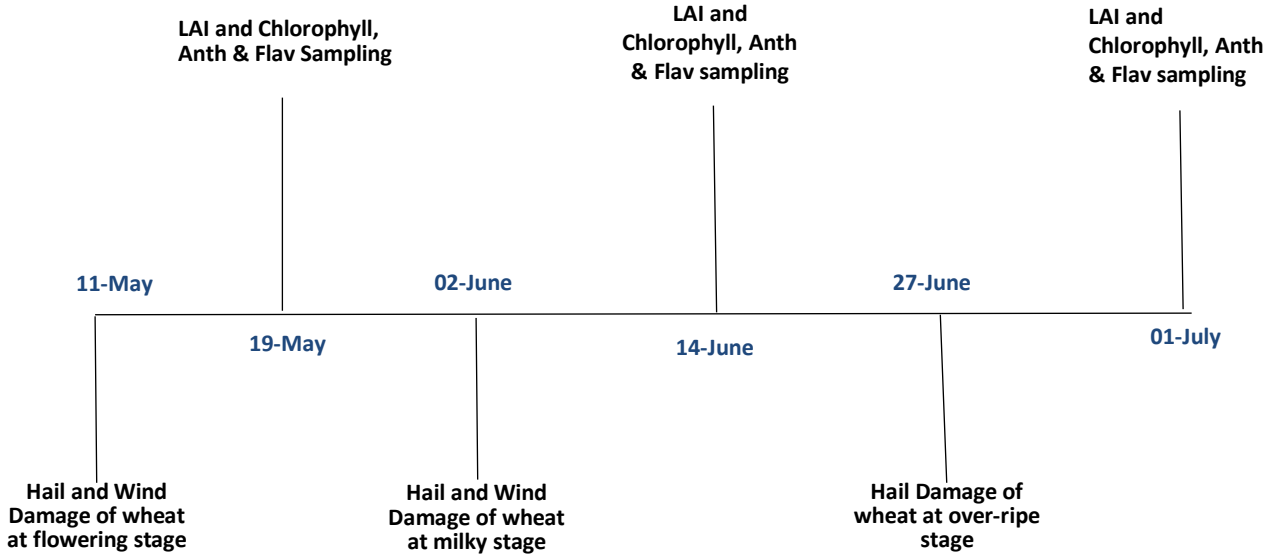 LAI and Chlorophyll,
Anth & Flav Sampling
LAI and
Chlorophyll, Anth
& Flav sampling
LAI and
Chlorophyll, Anth
& Flav sampling
11-May
02-June
27-June
19-May
14-June
01-July
Hail and Wind
Damage of wheat
at flowering stage
Hail and Wind
Damage of wheat
at milky stage
Hail Damage of
wheat at over-ripe
stage